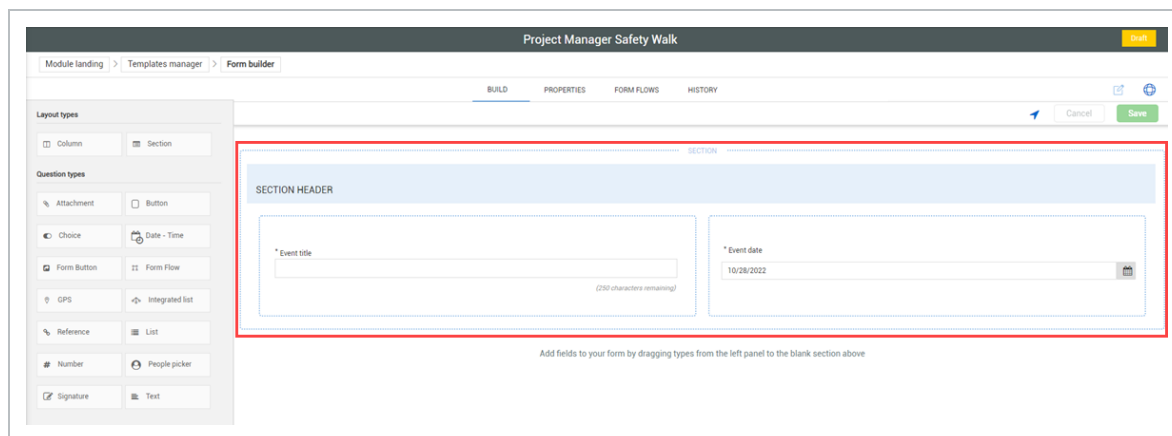 Project Manager Safety Walk
Draft
Module landing > Templates manager > Form builder
BUILD PROPERTIES FORM FLOWS HISTORY
Cancel Save
Layout types
Column Section
Question types
Attachment Button
Choice Date - Time
Form Button Form Flow
GPS Integrated list
Reference List
# Number People picker
Signature Text
SECTION
SECTION HEADER
* Event title
(250 characters remaining)
* Event date
10/28/2022
Add fields to your form by dragging types from the left panel to the blank section above